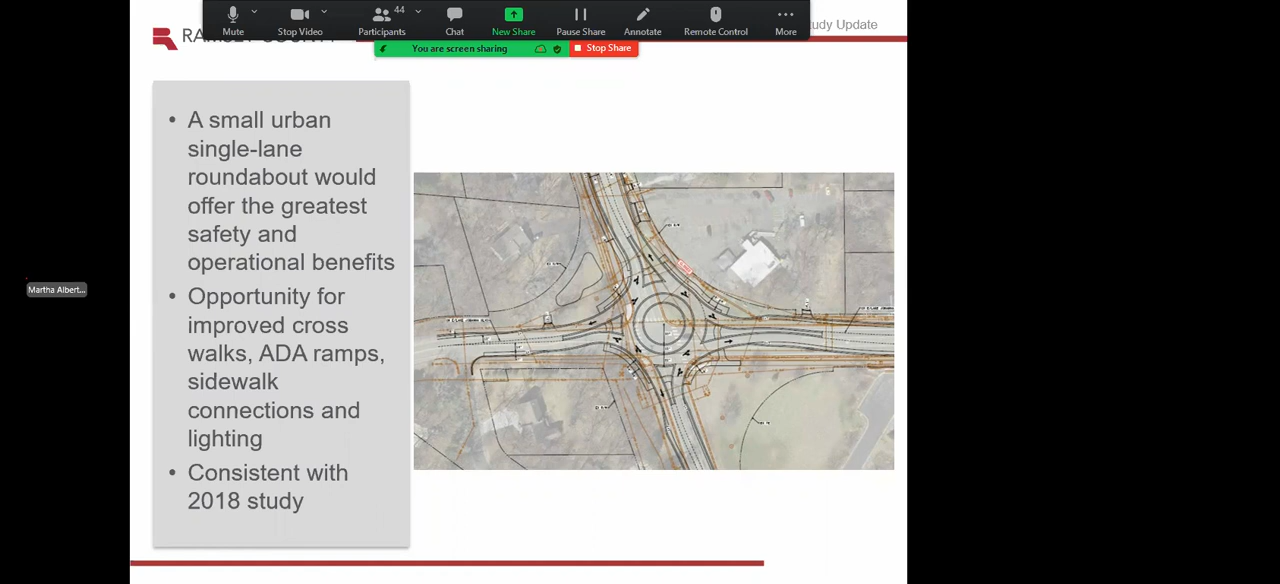 44
Mute
Stop Video
Participants
Chat
New Share
Pause Share
Annotate
Remote Control
More
You are screen sharing
Stop Share
Study Update
• A small urban
single-lane
roundabout would
offer the greatest
safety and
operational benefits
• Opportunity for
improved cross
walks, ADA ramps,
sidewalk
connections and
lighting
• Consistent with
2018 study
Martha Albert...